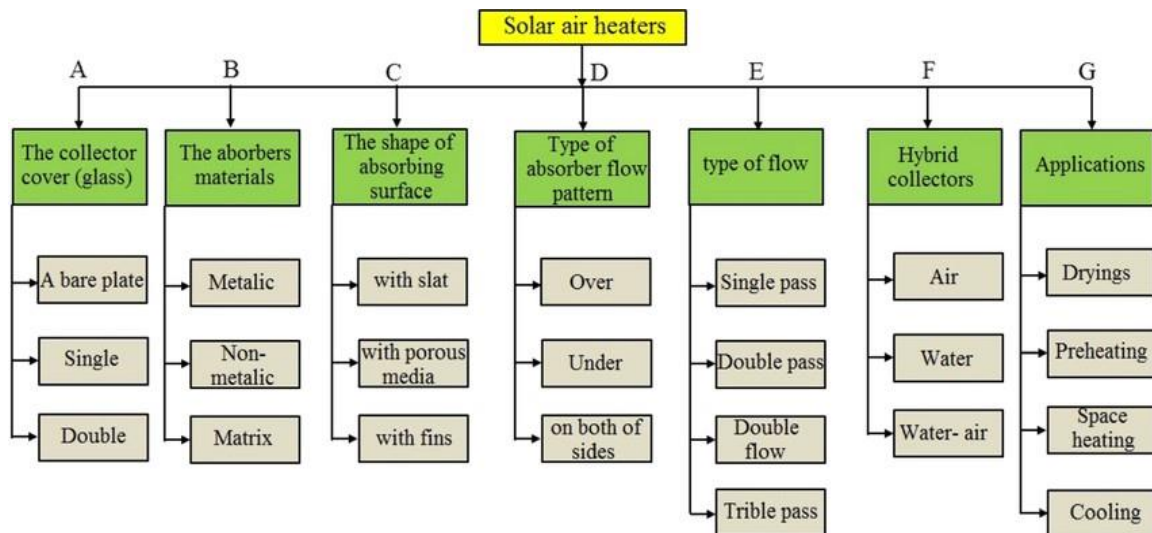 Solar air heaters
A
B
C
D
E
F
G
The collector
cover (glass)
A bare plate
Single
Double
The aborbers
materials
Metalic
Non-
metalic
Matrix
The shape of
absorbing
surface
with slat
with porous
media
with fins
Type of
absorber flow
pattern
Over
Under
on both of
sides
type of flow
Single pass
Double pass
Double
flow
Trible pass
Hybrid
collectors
Air
Water
Water- air
Applications
Dryings
Preheating
Space
heating
Cooling